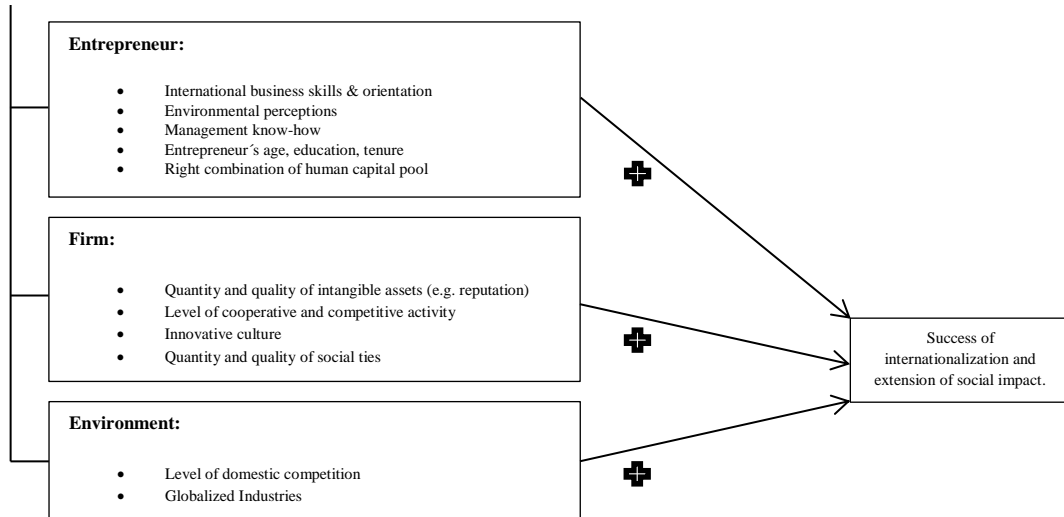 Entrepreneur:
• International business skills & orientation
• Environmental perceptions
• Management know-how
• Entrepreneur´s age, education, tenure
• Right combination of human capital pool
Firm:
• Quantity and quality of intangible assets (e.g. reputation)
• Level of cooperative and competitive activity
• Innovative culture
• Quantity and quality of social ties
Environment:
• Level of domestic competition
• Globalized Industries
Success of
internationalization and
extension of social impact.